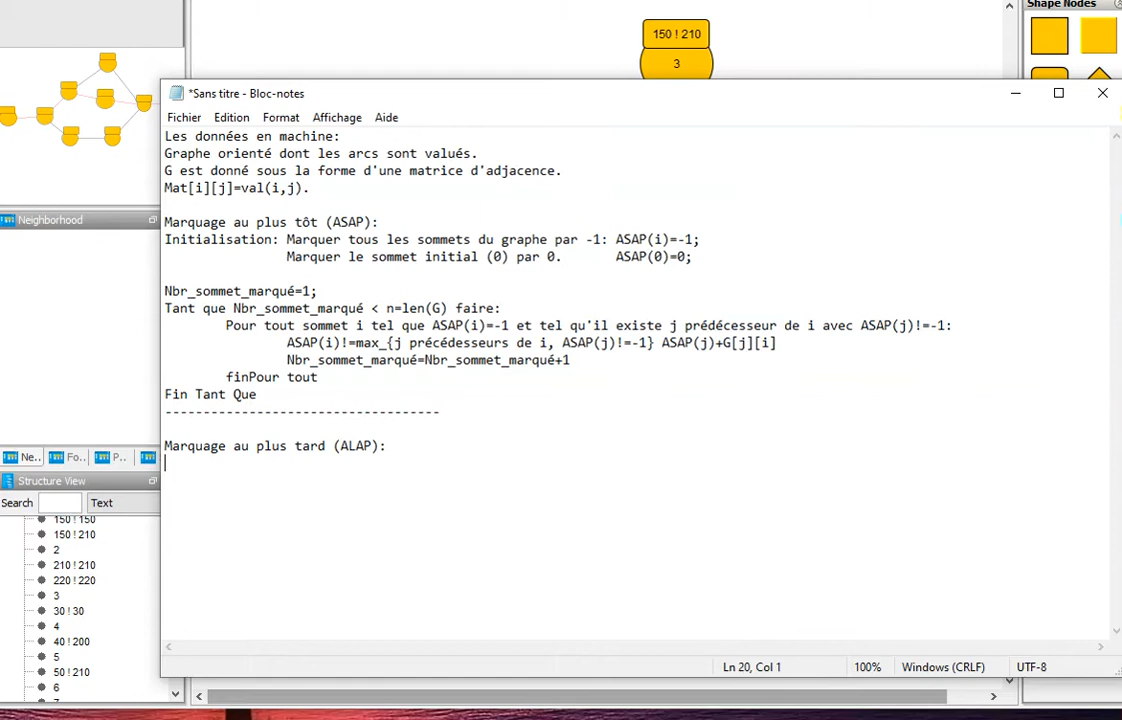 Shape Nodes
150 ! 210
3
*Sans titre - Bloc-notes
Fichier Edition Format Affichage Aide
Les données en machine:
Graphe orienté dont les arcs sont valués.
G est donné sous la forme d'une matrice d'adjacence.
Mat[i][j]=val(i,j).
Marquage au plus tôt (ASAP):
Initialisation: Marquer tous les sommets du graphe par -1: ASAP(i)=-1;
Marquer le sommet initial (0) par 0. ASAP(0)=0;
Nbr_sommet_marqué=1;
Tant que Nbr_sommet_marqué < n=len(G) faire:
Pour tout sommet i tel que ASAP(i)=-1 et tel qu'il existe j prédécesseur de i avec ASAP(j)!=-1:
ASAP(i)!=max_{j précédesseurs de i, ASAP(j)!=-1} ASAP(j)+G[j][i]
Nbr_sommet_marqué=Nbr_sommet_marqué+1
finPour tout
Fin Tant Que
------------------------------------
Marquage au plus tard (ALAP):
Neighborhood
Ne... Fo... P...
Structure View
Search Text
150 ! 150
150 ! 210
2
210 ! 210
220 ! 220
3
30 ! 30
4
40 ! 200
5
50 ! 210
6
Ln 20, Col 1 100% Windows (CRLF) UTF-8